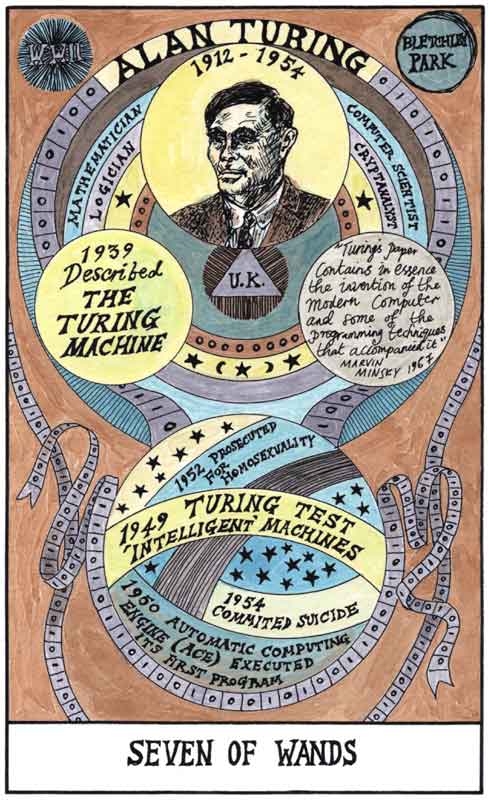 WWII
ALAN TURING
1912 - 1954
BLETCHLEY
PARK
MATHEMATICIAN
LOGICIAN
COMPUTER SCIENTIST
CRYPTANALYST
1939
Described
THE
TURING
MACHINE
U.K.
"Turing's Paper
Contains in essence
the invention of the
Modern Computer
and some of the
programming techniques
that accompanied it"
MARVIN
MINSKY 1967
1952 PROSECUTED
FOR
HOMOSEXUALITY
1949 TURING TEST
'INTELLIGENT MACHINES
1954
COMMITED SUICIDE
1950 AUTOMATIC COMPUTING
ENGINE (ACE) EXECUTED
IT'S FIRST
PROGRAM
SEVEN OF WANDS